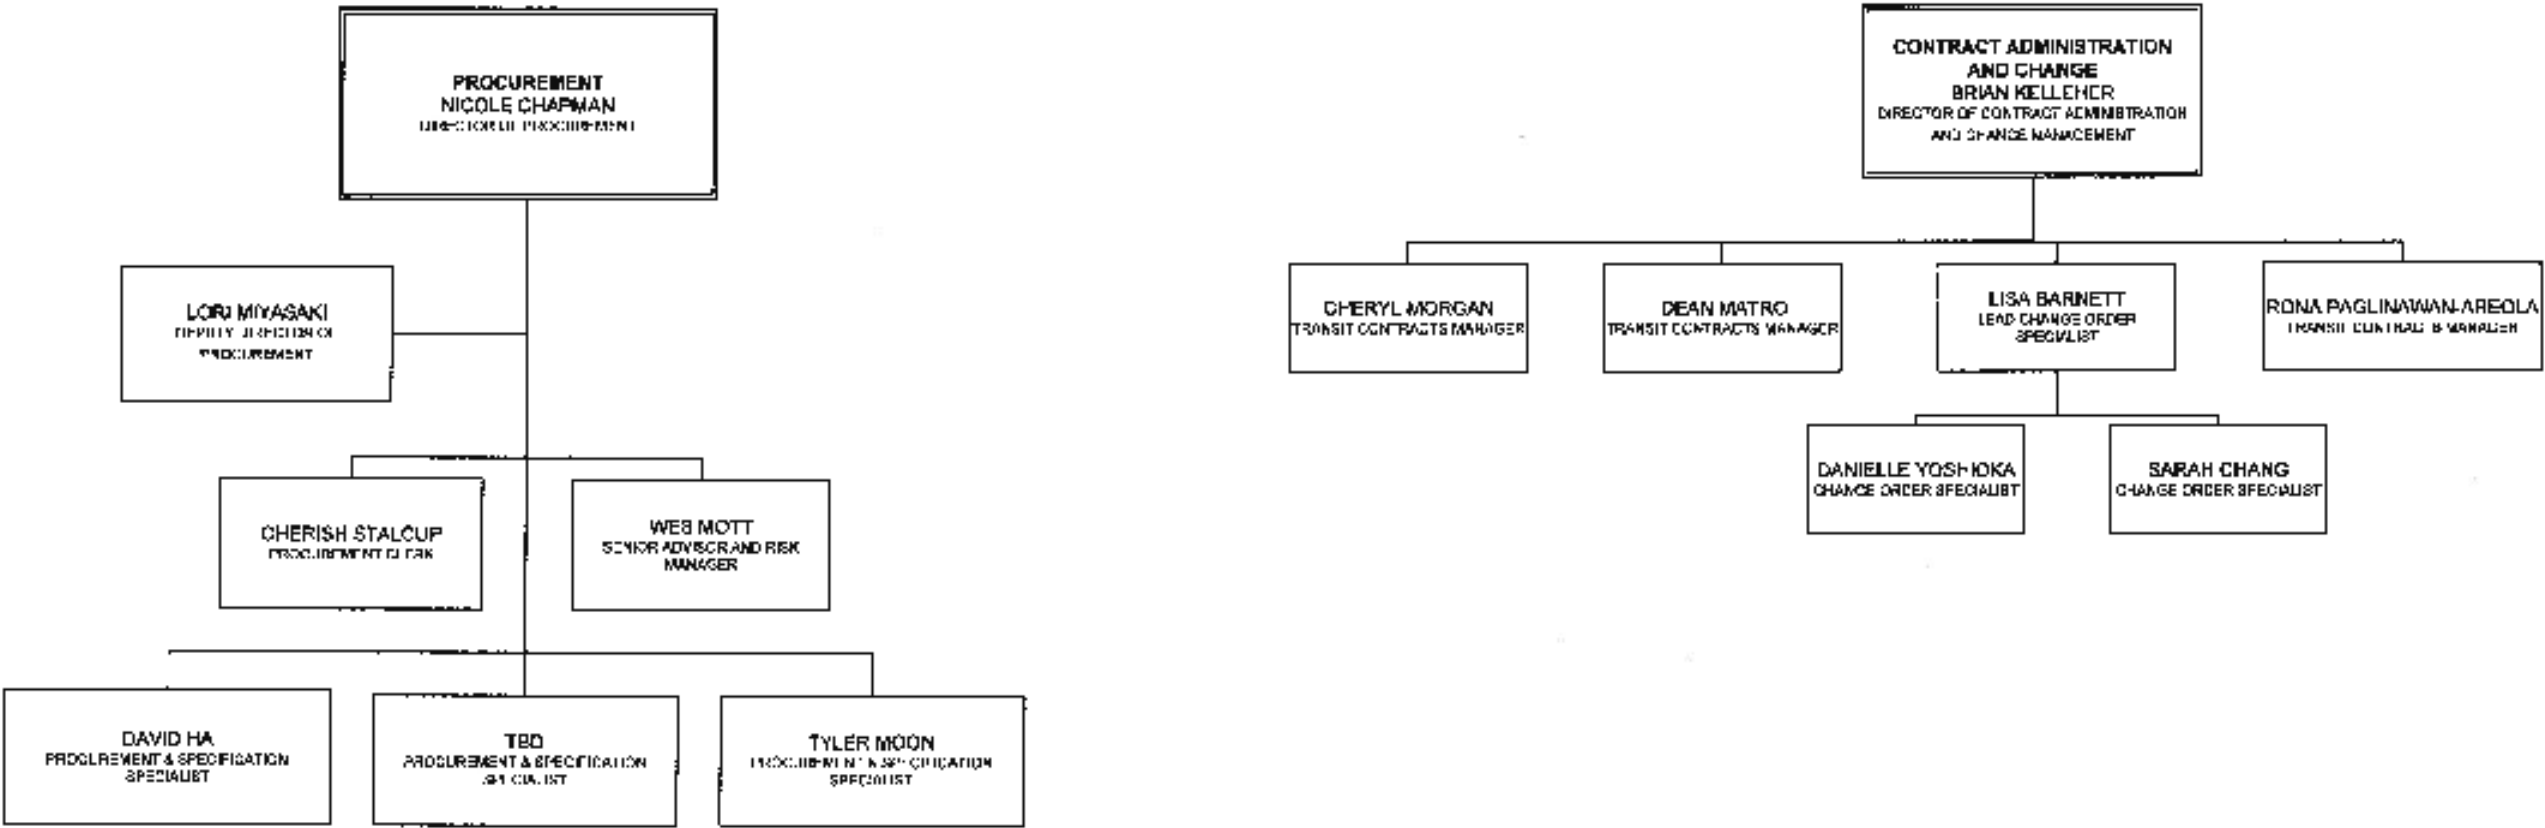 PROCUREMENT
NICOLE CHAPMAN
DIRECTOR OF PROCUREMENT
LORI MIYASAKI
DEPUTY DIRECTOR OF
PROCUREMENT
CHERISH STALCUP
PROCUREMENT CLERK
WES MOTT
SENIOR ADVISOR AND RISK
MANAGER
DAVID HA
PROCUREMENT & SPECIFICATION
SPECIALIST
TBD
PROCUREMENT & SPECIFICATION
SPECIALIST
TYLER MOON
PROCUREMENT & SPECIFICATION
SPECIALIST
CONTRACT ADMINISTRATION
AND CHANGE
BRIAN KELLEHER
DIRECTOR OF CONTRACT ADMINISTRATION
AND CHANGE MANAGEMENT
CHERYL MORGAN
TRANSIT CONTRACTS MANAGER
DEAN MATRO
TRANSIT CONTRACTS MANAGER
LISA BARNETT
LEAD CHANGE ORDER
SPECIALIST
RONA PAGLINAWAN-AREOLA
TRANSIT CONTRACTS MANAGER
DANIELLE YOSHIOKA
CHANGE ORDER SPECIALIST
SARAH CHANG
CHANGE ORDER SPECIALIST